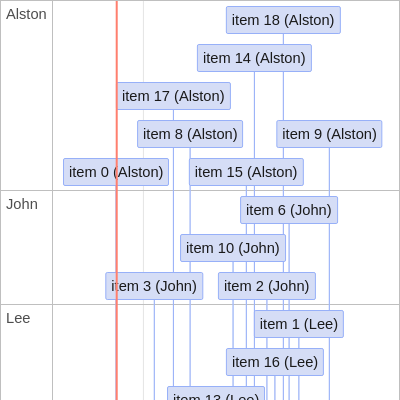 Alston
item 18 (Alston)
item 14 (Alston)
item 17 (Alston)
item 8 (Alston)
item 9 (Alston)
item 0 (Alston)
item 15 (Alston)
John
item 6 (John)
item 10 (John)
item 3 (John)
item 2 (John)
Lee
item 1 (Lee)
item 16 (Lee)
item 13 (Lee)